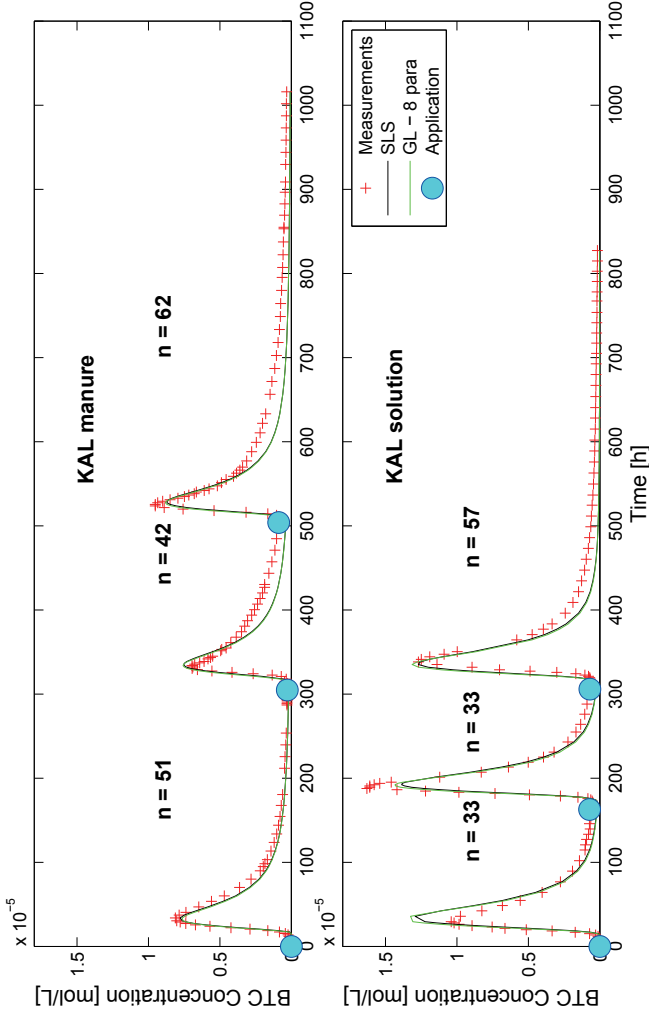 x 10⁻⁵
BTC Concentration [mol/L]
1.5
1
0.5
0
KAL manure
n = 51
n = 42
n = 62
0 100 200 300 400 500 600 700 800 900 1000 1100
x 10⁻⁵
BTC Concentration [mol/L]
1.5
1
0.5
0
KAL solution
n = 33
n = 33
n = 57
Measurements
SLS
GL − 8 para
Application
0 100 200 300 400 500 600 700 800 900 1000 1100
Time [h]